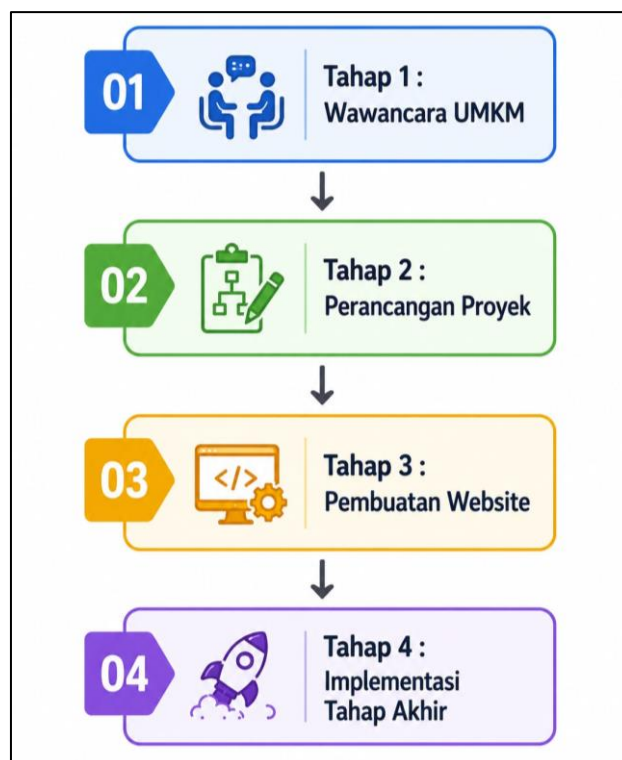 01
Tahap 1 :
Wawancara UMKM
02
Tahap 2 :
Perancangan Proyek
03
</>
Tahap 3 :
Pembuatan Website
04
Tahap 4 :
Implementasi
Tahap Akhir